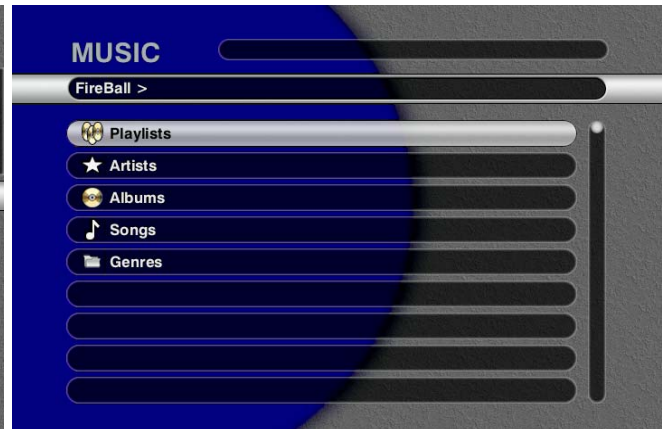 MUSIC
FireBall >
Playlists
Artists
Albums
Songs
Genres